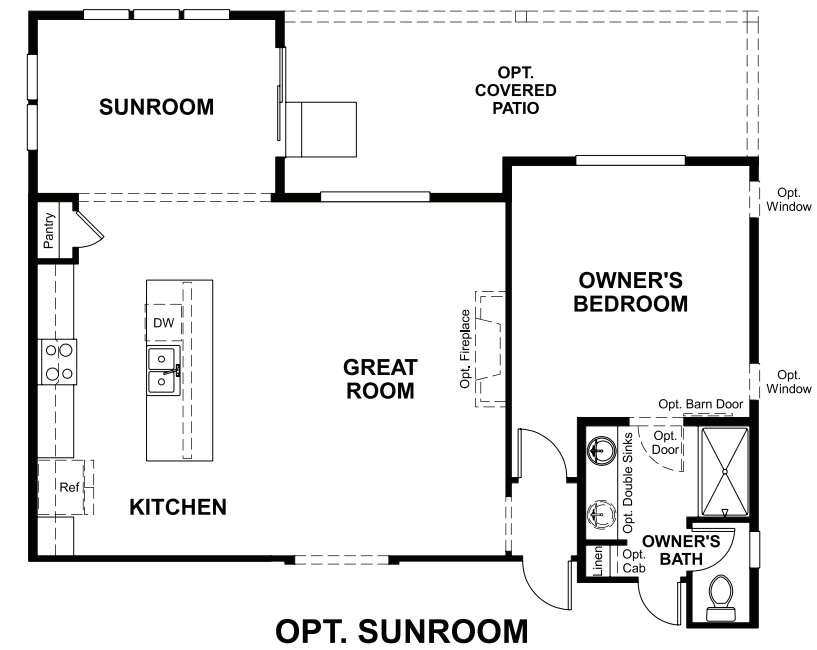 OPT.
COVERED
PATIO
SUNROOM
Opt.
Window
Pantry
OWNER'S
BEDROOM
DW
Opt. Fireplace
GREAT
ROOM
Opt.
Window
Opt. Barn Door
Opt.
Door
Opt. Double Sinks
Ref
KITCHEN
OWNER'S
BATH
Linen
Opt.
Cab
OPT. SUNROOM